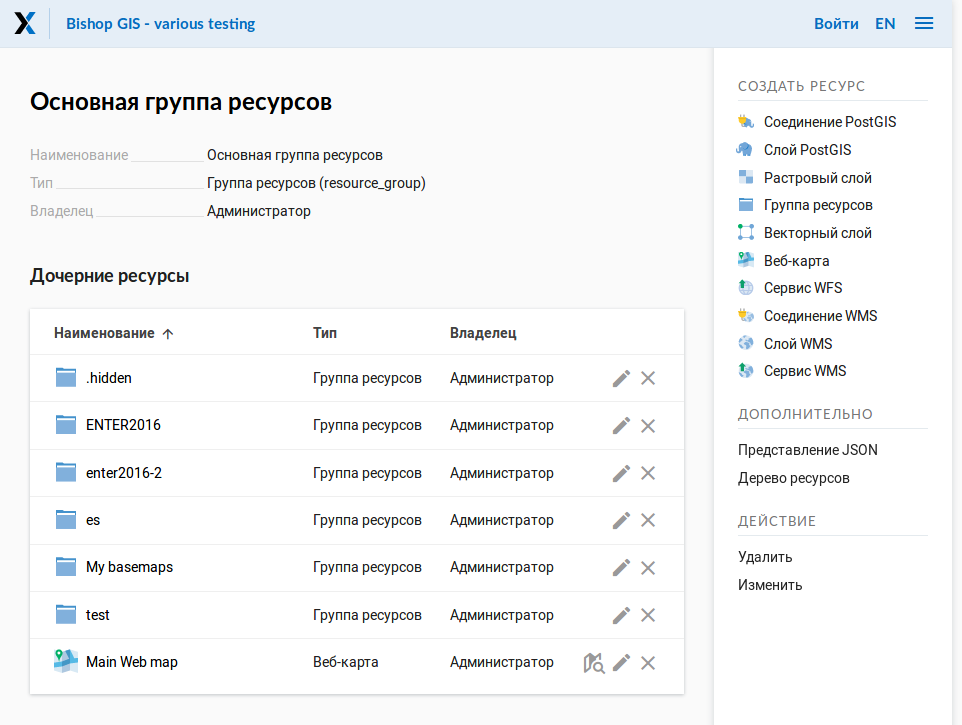 Bishop GIS - various testing
Войти EN
Основная группа ресурсов
Наименование Основная группа ресурсов
Тип Группа ресурсов (resource_group)
Владелец Администратор
Дочерние ресурсы
Наименование Тип Владелец
.hidden Группа ресурсов Администратор
ENTER2016 Группа ресурсов Администратор
enter2016-2 Группа ресурсов Администратор
es Группа ресурсов Администратор
My basemaps Группа ресурсов Администратор
test Группа ресурсов Администратор
Main Web map Веб-карта Администратор
СОЗДАТЬ РЕСУРС
Соединение PostGIS
Слой PostGIS
Растровый слой
Группа ресурсов
Векторный слой
Веб-карта
Сервис WFS
Соединение WMS
Слой WMS
Сервис WMS
ДОПОЛНИТЕЛЬНО
Представление JSON
Дерево ресурсов
ДЕЙСТВИЕ
Удалить
Изменить